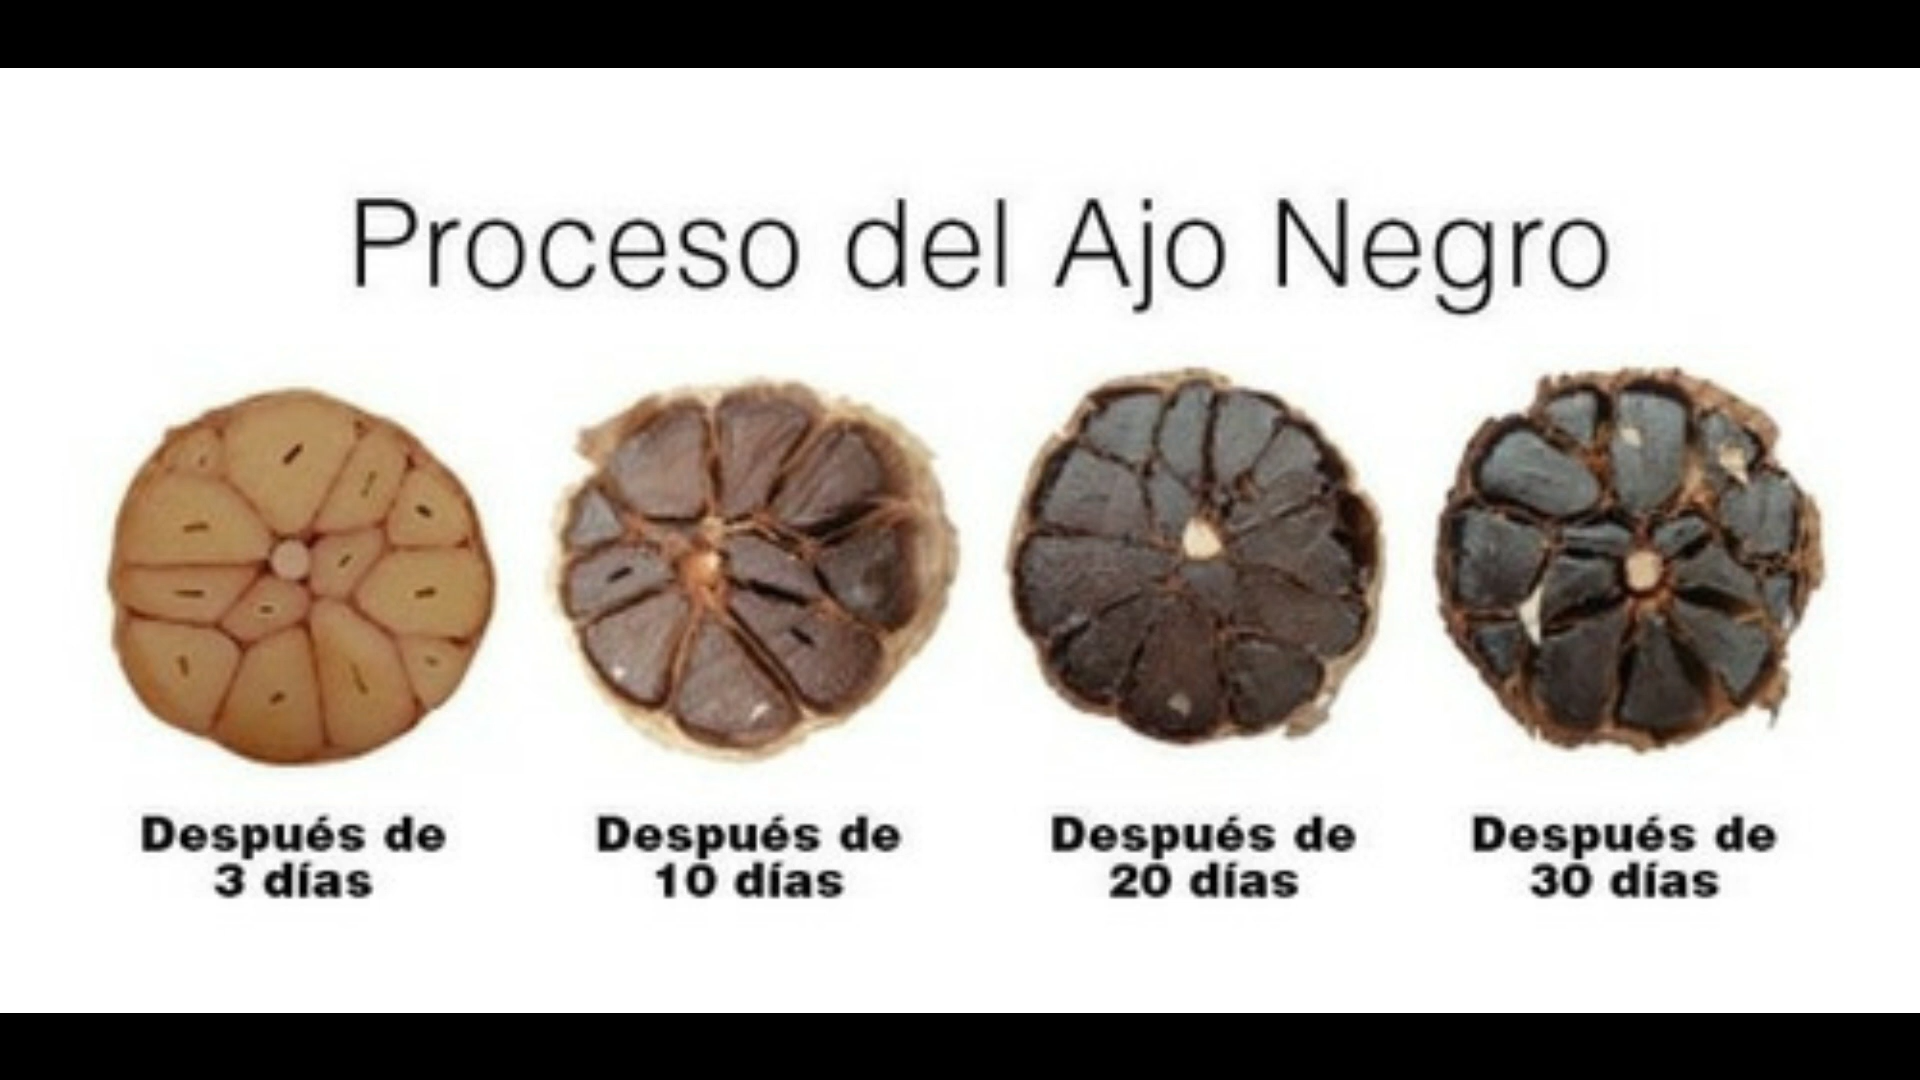 Proceso del Ajo Negro
Después de
3 días
Después de
10 días
Después de
20 días
Después de
30 días